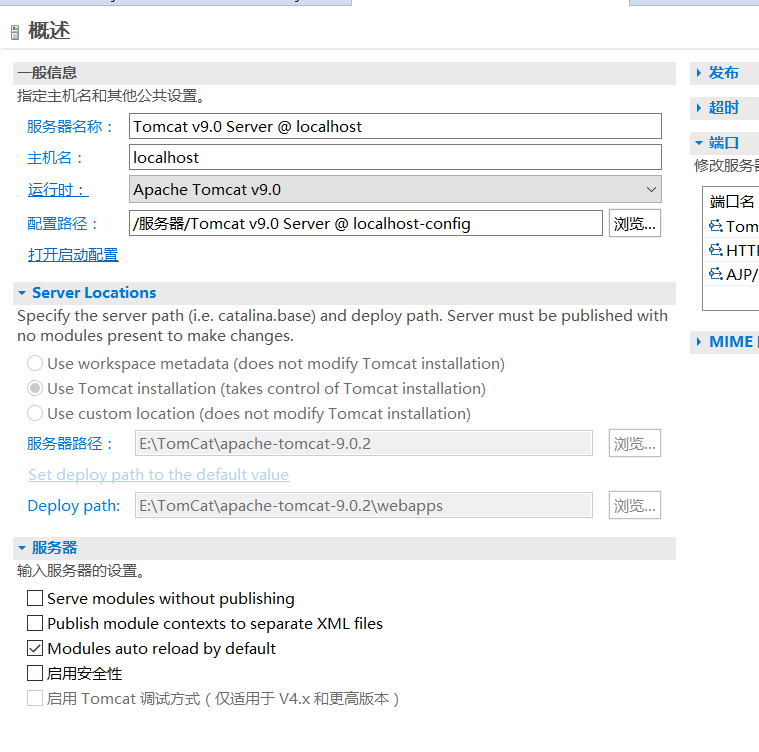 概述
一般信息
指定主机名和其他公共设置。
服务器名称： Tomcat v9.0 Server @ localhost
主机名： localhost
运行时： Apache Tomcat v9.0
配置路径： /服务器/Tomcat v9.0 Server @ localhost-config 浏览...
打开启动配置
Server Locations
Specify the server path (i.e. catalina.base) and deploy path. Server must be published with
no modules present to make changes.
Use workspace metadata (does not modify Tomcat installation)
Use Tomcat installation (takes control of Tomcat installation)
Use custom location (does not modify Tomcat installation)
服务器路径： E:\TomCat\apache-tomcat-9.0.2 浏览...
Set deploy path to the default value
Deploy path: E:\TomCat\apache-tomcat-9.0.2\webapps 浏览...
服务器
输入服务器的设置。
Serve modules without publishing
Publish module contexts to separate XML files
Modules auto reload by default
启用安全性
启用 Tomcat 调试方式（仅适用于 V4.x 和更高版本）
发布
超时
端口
修改服务
端口名
Tom
HTT
AJP/
MIME